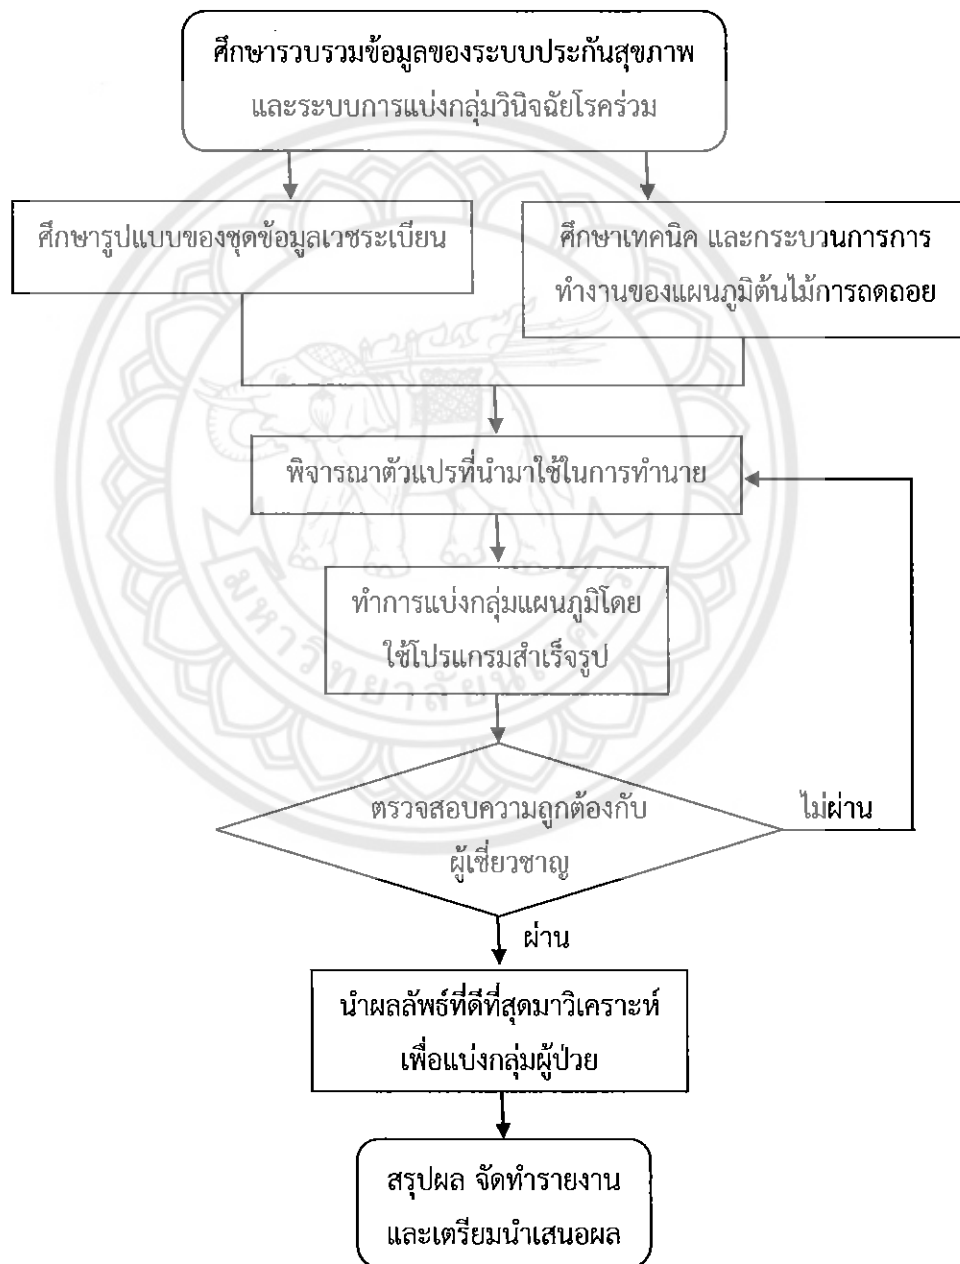 ศึกษารวบรวมข้อมูลของระบบประกันสุขภาพ
และระบบการแบ่งกลุ่มวินิจฉัยโรคร่วม
ศึกษารูปแบบของชุดข้อมูลเวชระเบียน
ศึกษาเทคนิค และกระบวนการการ
ทำงานของแผนภูมิต้นไม้การถดถอย
พิจารณาตัวแปรที่นำมาใช้ในการทำนาย
ทำการแบ่งกลุ่มแผนภูมิโดย
ใช้โปรแกรมสำเร็จรูป
ตรวจสอบความถูกต้องกับ
ผู้เชี่ยวชาญ
ไม่ผ่าน
ผ่าน
นำผลลัพธ์ที่ดีที่สุดมาวิเคราะห์
เพื่อแบ่งกลุ่มผู้ป่วย
สรุปผล จัดทำรายงาน
และเตรียมนำเสนอผล